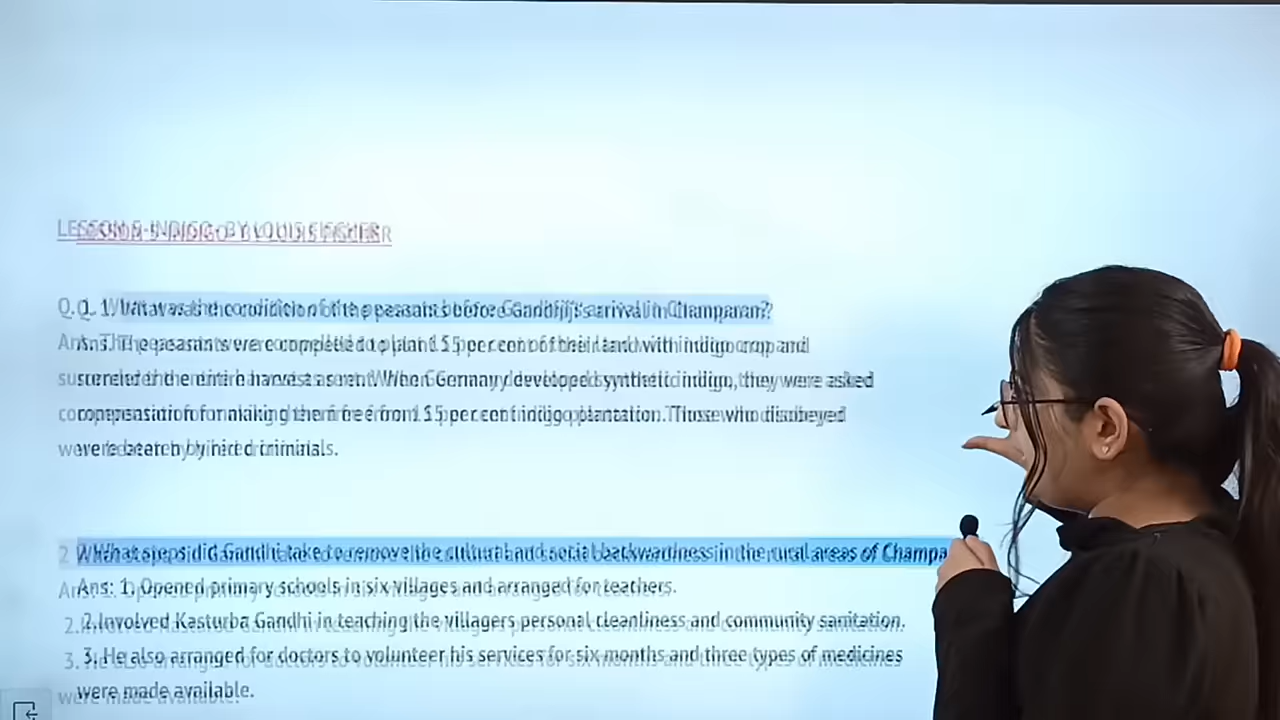 LESSON 5-INDIGO- BY LOUIS FISCHER
Q. 1. What was the condition of the peasants before Gandhiji's arrival in Champaran?
Ans. The peasants were compelled to plant 15 per cent of their land with indigo crop and
surrender the entire harvest as rent. When Germany developed synthetic indigo, they were asked
compensation for making them free from 15 per cent indigo plantation. Those who disobeyed
were beaten by hired criminals.
2 What steps did Gandhi take to remove the cultural and social backwardness in the rural areas of Champa
Ans: 1. Opened primary schools in six villages and arranged for teachers.
2.Involved Kasturba Gandhi in teaching the villagers personal cleanliness and community sanitation.
3. He also arranged for doctors to volunteer his services for six months and three types of medicines
were made available.